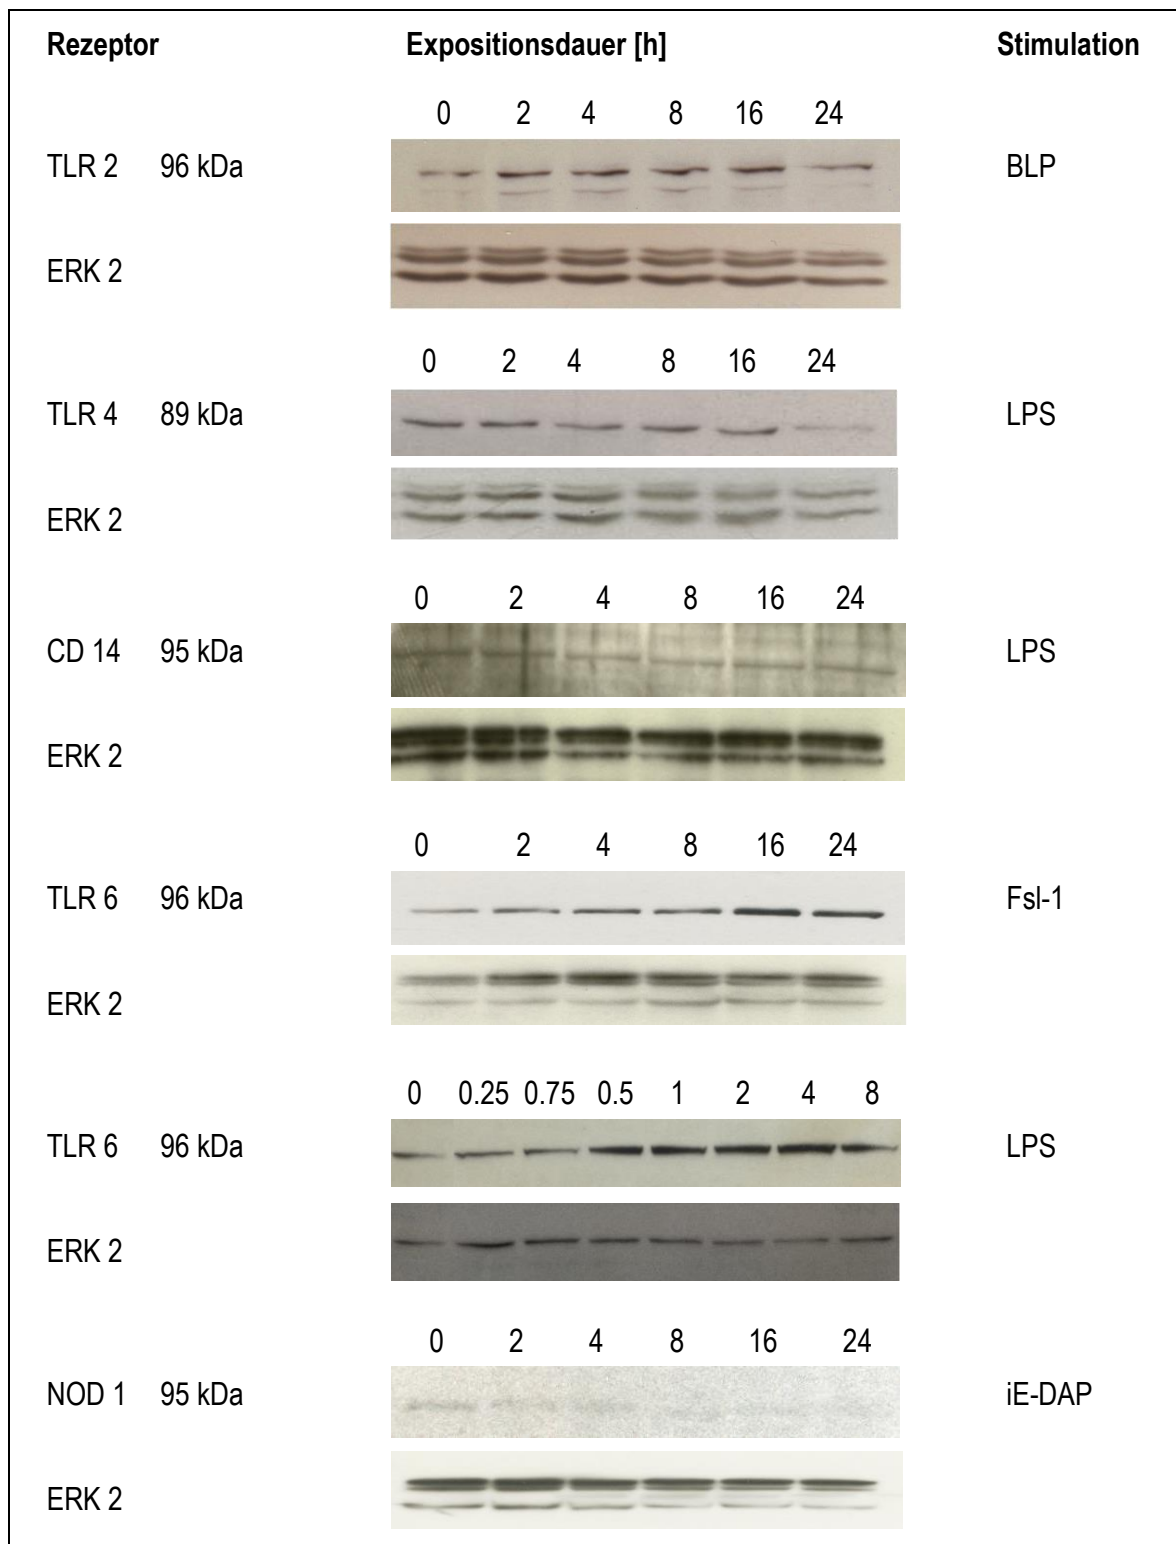 Rezeptor Expositionsdauer [h] Stimulation
0 2 4 8 16 24
TLR 2 96 kDa BLP
ERK 2
0 2 4 8 16 24
TLR 4 89 kDa LPS
ERK 2
0 2 4 8 16 24
CD 14 95 kDa LPS
ERK 2
0 2 4 8 16 24
TLR 6 96 kDa Fsl-1
ERK 2
0 0.25 0.75 0.5 1 2 4 8
TLR 6 96 kDa LPS
ERK 2
0 2 4 8 16 24
NOD 1 95 kDa iE-DAP
ERK 2